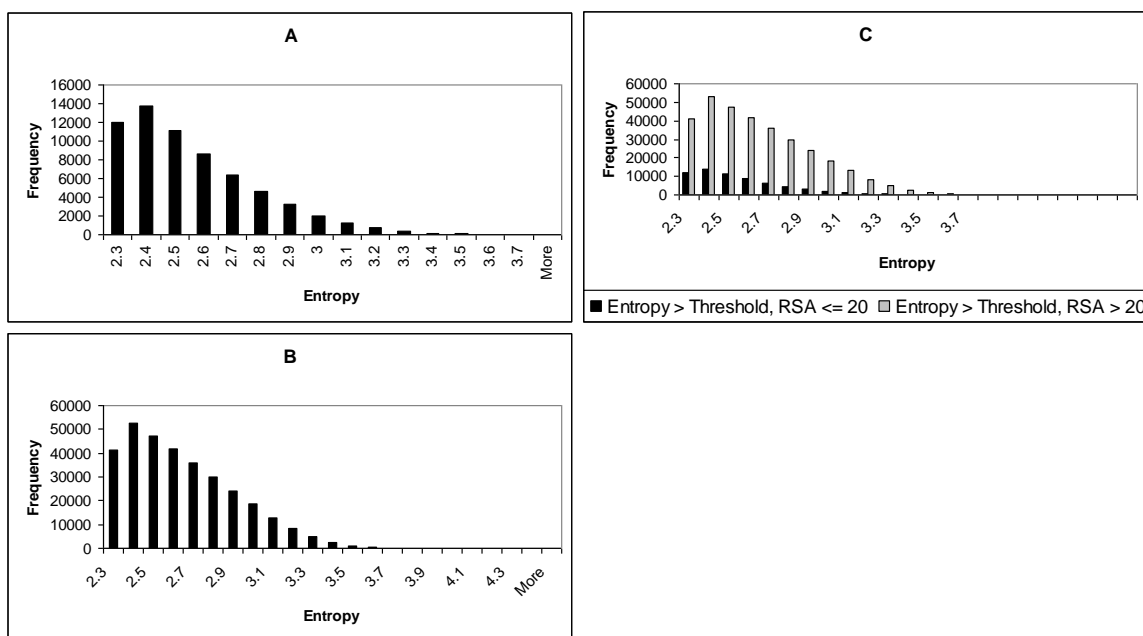 A
16000
14000
12000
10000
8000
6000
4000
2000
0
Frequency
2.3 2.4 2.5 2.6 2.7 2.8 2.9 3 3.1 3.2 3.3 3.4 3.5 3.6 3.7 More
Entropy
C
60000
50000
40000
30000
20000
10000
0
Frequency
2.3 2.5 2.7 2.9 3.1 3.3 3.5 3.7
Entropy
Entropy > Threshold, RSA <= 20 Entropy > Threshold, RSA > 20
B
60000
50000
40000
30000
20000
10000
0
Frequency
2.3 2.5 2.7 2.9 3.1 3.3 3.5 3.7 3.9 4.1 4.3 More
Entropy